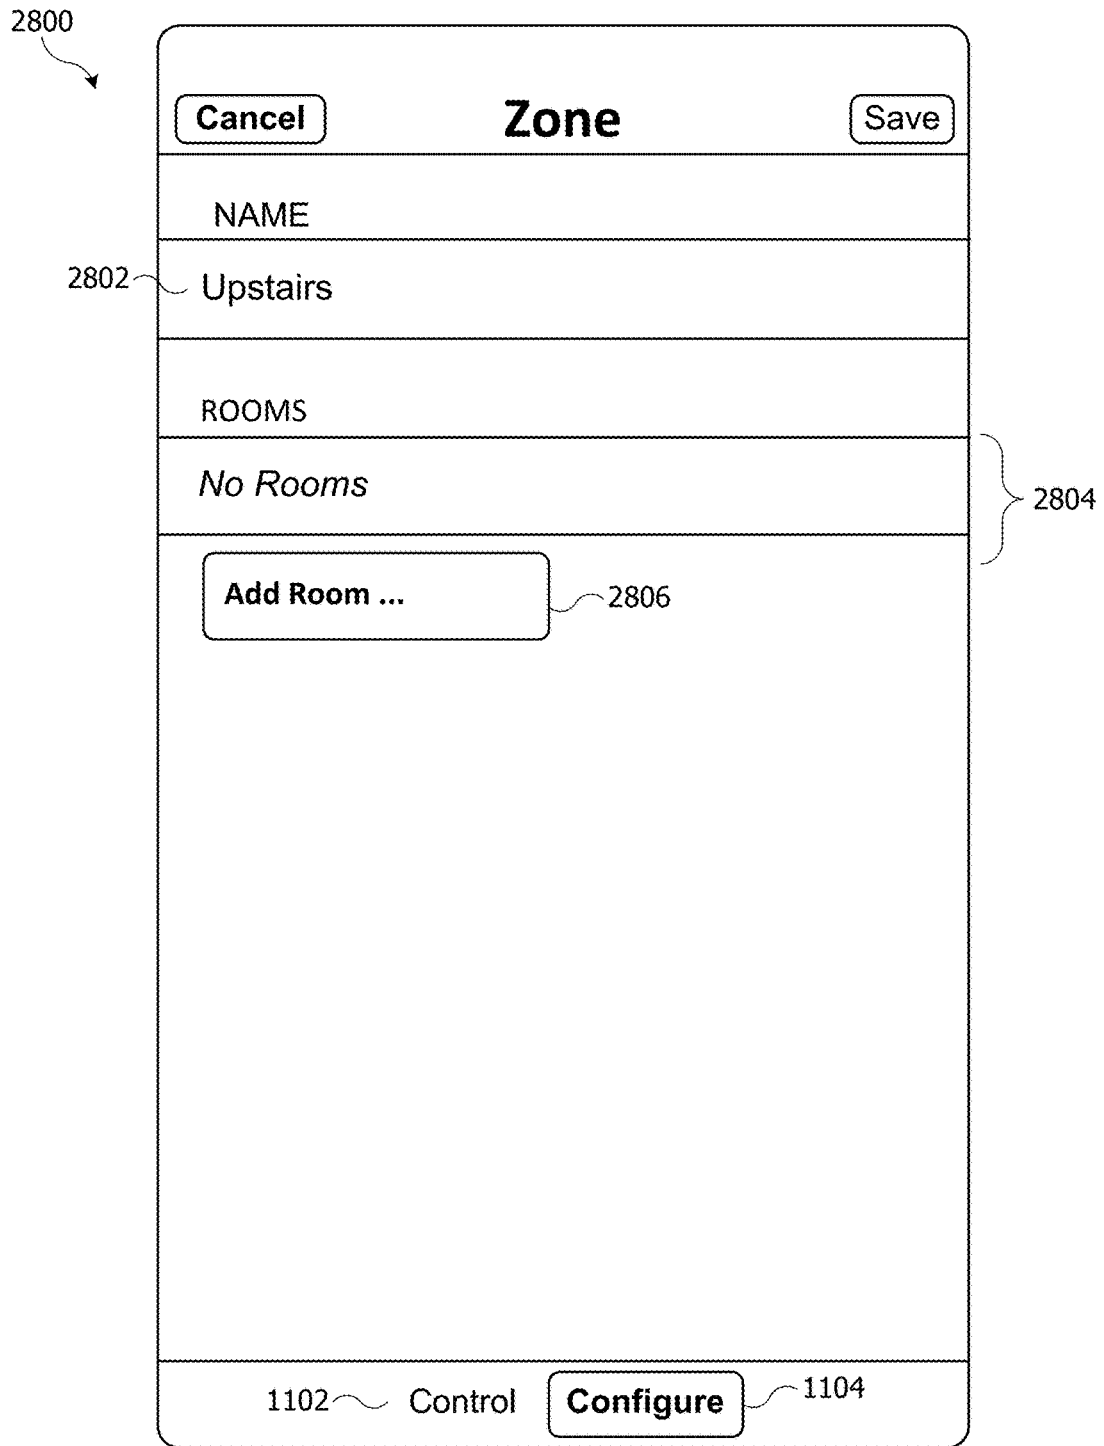 2800
Cancel Zone Save
NAME
2802 Upstairs
ROOMS
No Rooms
2804
Add Room ... 2806
1102 Control Configure 1104